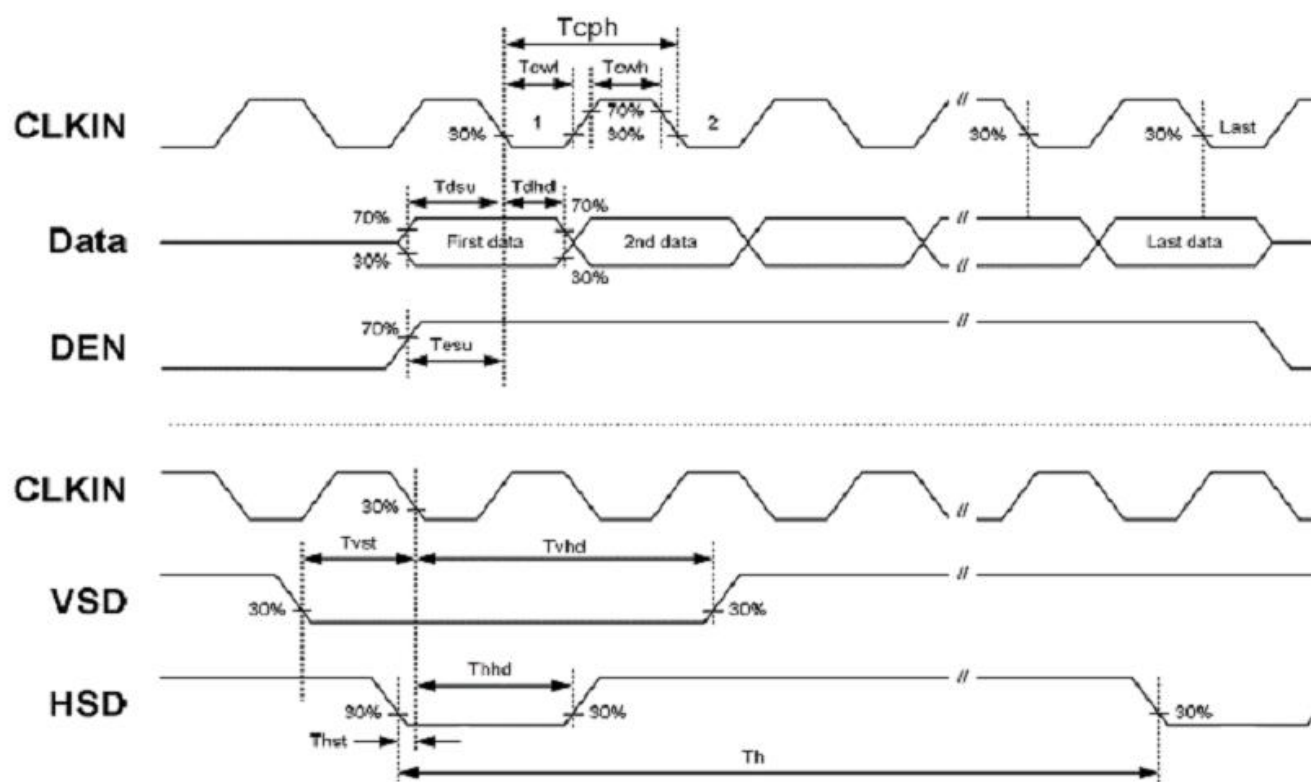 Tcph
Tcwl Tcwh
CLKIN 30% 1 70% 30% 2 // 30% 30% Last
Tdsu Tdhd
70% 70%
Data First data 2nd data // Last data
30% 30%
70%
DEN Tesu //
CLKIN 30% //
Tvst Tvhd
VSD 30% 30% //
Thhd
HSD 30% 30% // 30%
Thst
Th